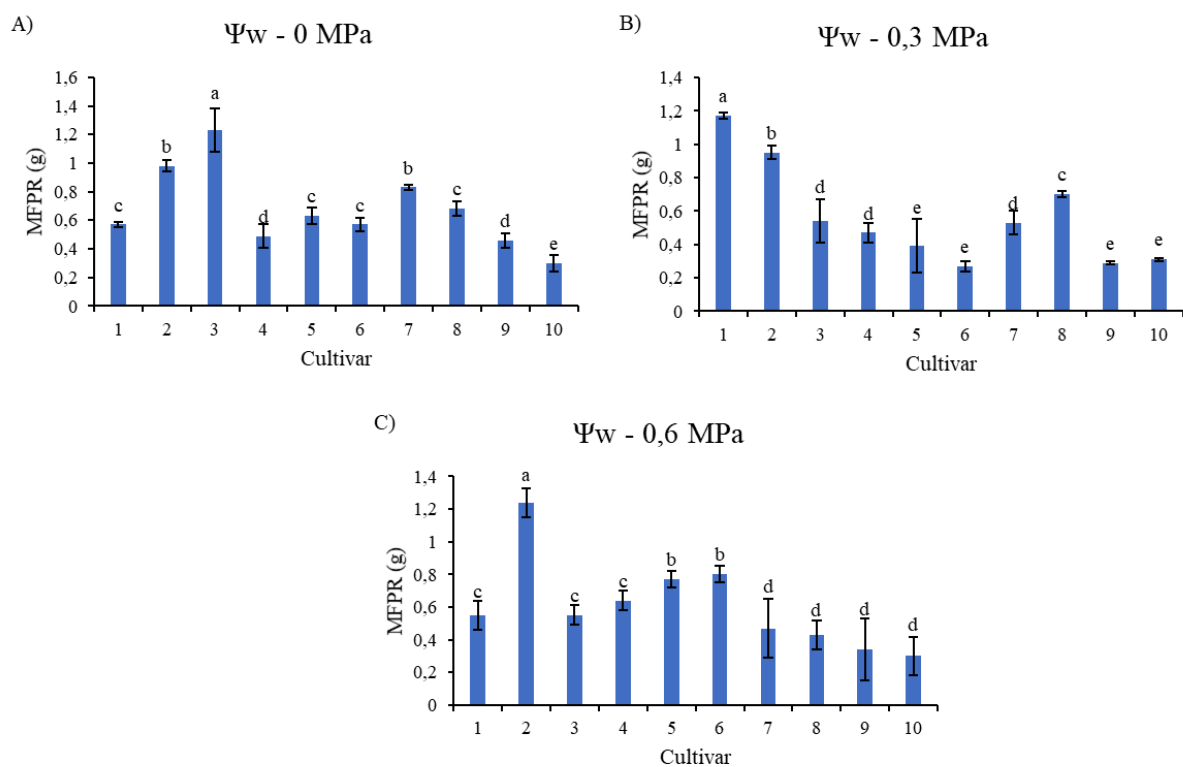 A)
Ψw - 0 MPa
1,6
1,4
1,2
1
0,8
0,6
0,4
0,2
0
MFPR (g)
c b a d c c b c d e
1 2 3 4 5 6 7 8 9 10
Cultivar
B)
Ψw - 0,3 MPa
1,4
1,2
1
0,8
0,6
0,4
0,2
0
MFPR (g)
a b d d e e d c e e
1 2 3 4 5 6 7 8 9 10
Cultivar
C)
Ψw - 0,6 MPa
1,4
1,2
1
0,8
0,6
0,4
0,2
0
MFPR (g)
c a c c b b d d d d
1 2 3 4 5 6 7 8 9 10
Cultivar